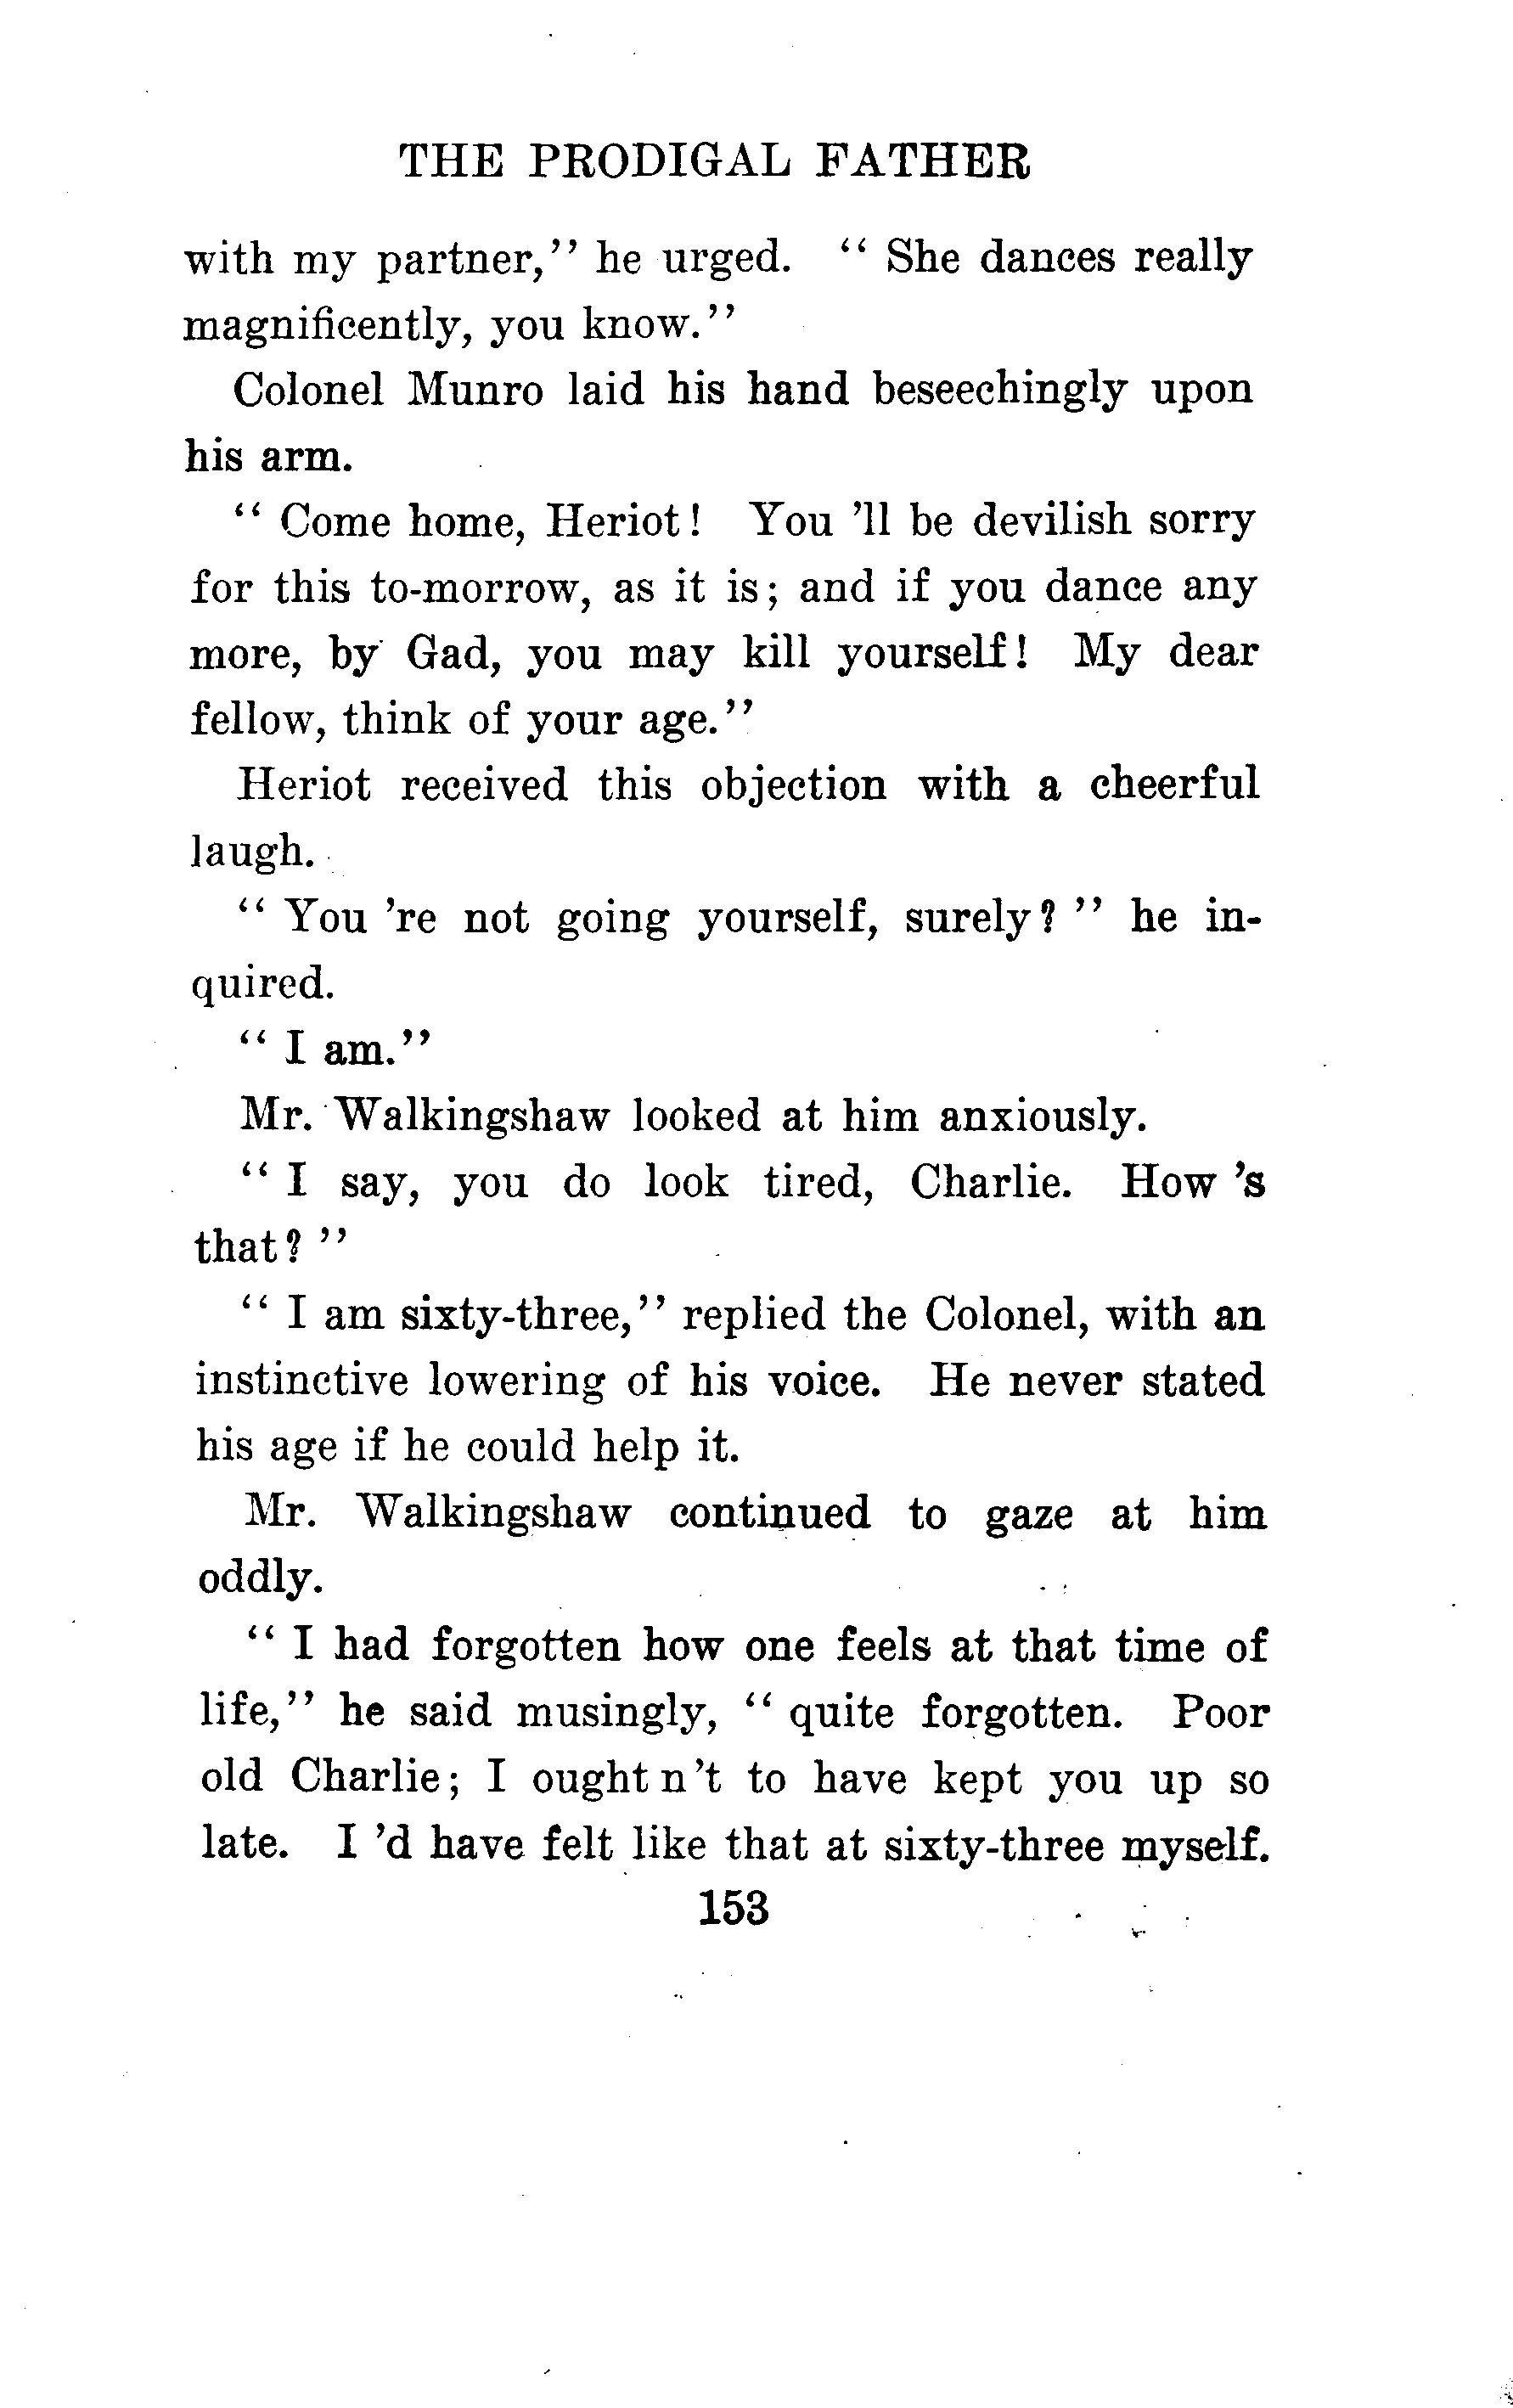 THE PRODIGAL FATHER
with my partner,'' he urged. '' She dances really
magnificently, you know.''
Colonel Munro laid his hand beseechingly upon
his arm.
'' Come home, Heriot! You 'll be devilish sorry
for this to-morrow, as it is; and if you dance any
more, by Gad, you may kill yourself! My dear
fellow, think of your age.''
Heriot received this objection with a cheerful
laugh.
'' You 're not going yourself, surely? '' he in-
quired.
'' I am.''
Mr. Walkingshaw looked at him anxiously.
'' I say, you do look tired, Charlie. How 's
that? ''
'' I am sixty-three,'' replied the Colonel, with an
instinctive lowering of his voice. He never stated
his age if he could help it.
Mr. Walkingshaw continued to gaze at him
oddly.
'' I had forgotten how one feels at that time of
life,'' he said musingly, '' quite forgotten. Poor
old Charlie; I ought n't to have kept you up so
late. I 'd have felt like that at sixty-three myself.
153